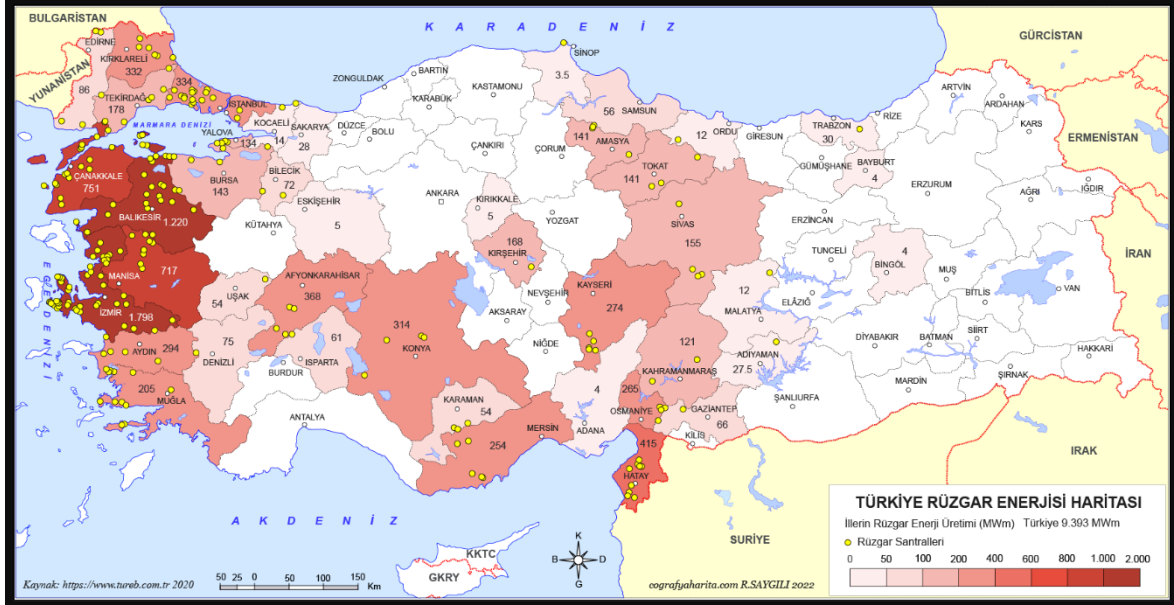 KARADENİZ
BULGARİSTAN
GÜRCİSTAN
YUNANİSTAN
ERMENİSTAN
İRAN
IRAK
SURİYE
MARMARA DENİZİ
EGE DENİZİ
AKDENİZ
EDİRNE
86
KIRKLARELİ
332
TEKİRDAĞ
178
334
İSTANBUL
KOCAELİ
14
YALOVA
134
SAKARYA
28
DÜZCE
BOLU
ZONGULDAK
BARTIN
KARABÜK
KASTAMONU
SİNOP
3.5
SAMSUN
56
ÇANKIRI
ÇORUM
141
AMASYA
ORDU
12
GİRESUN
TRABZON
30
RİZE
ARTVİN
ARDAHAN
KARS
GÜMÜŞHANE
BAYBURT
4
ERZURUM
AĞRI
IĞDIR
ÇANAKKALE
751
BALIKESİR
1.220
BURSA
143
BİLECİK
72
ESKİŞEHİR
5
KÜTAHYA
ANKARA
KIRIKKALE
5
YOZGAT
TOKAT
141
SİVAS
155
ERZİNCAN
TUNCELİ
BİNGÖL
4
MUŞ
BİTLİS
VAN
MANİSA
717
İZMİR
1.798
UŞAK
54
AFYONKARAHİSAR
368
KIRŞEHİR
168
NEVŞEHİR
AKSARAY
NİĞDE
KAYSERİ
274
MALATYA
12
ELAZIĞ
DİYARBAKIR
BATMAN
SİİRT
HAKKARİ
ŞIRNAK
MARDİN
AYDIN
294
DENİZLİ
75
ISPARTA
61
BURDUR
KONYA
314
MUĞLA
205
ANTALYA
KARAMAN
54
MERSİN
254
ADANA
4
KAHRAMANMARAŞ
121
ADIYAMAN
27.5
OSMANİYE
265
GAZİANTEP
66
KİLİS
ŞANLIURFA
HATAY
415
KKTC
GKRY
K
B
D
G
TÜRKİYE RÜZGAR ENERJİSİ HARİTASI
İllerin Rüzgar Enerji Üretimi (MWm) Türkiye 9.393 MWm
Rüzgar Santralleri
0 50 100 200 400 600 800 1.000 2.000
Kaynak: https://www.tureb.com.tr 2020
50 25 0 50 100 150
Km
cografyaharita.com R.SAYGILI 2022